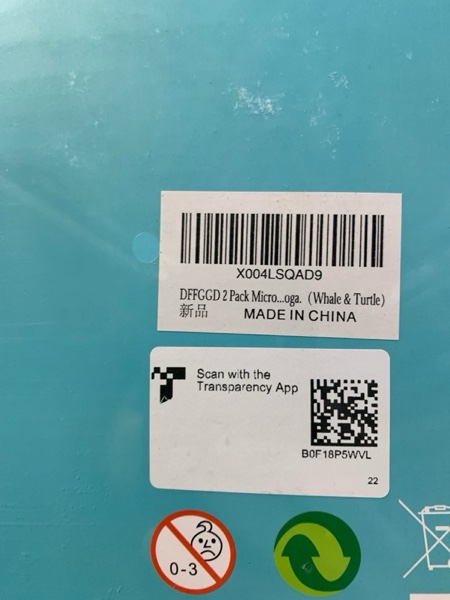 X004LSQAD9
DFFGGD 2 Pack Micro...oga.（Whale & Turtle）
新品 MADE IN CHINA
Scan with the
Transparency App
B0F18P5WVL
22
0-3